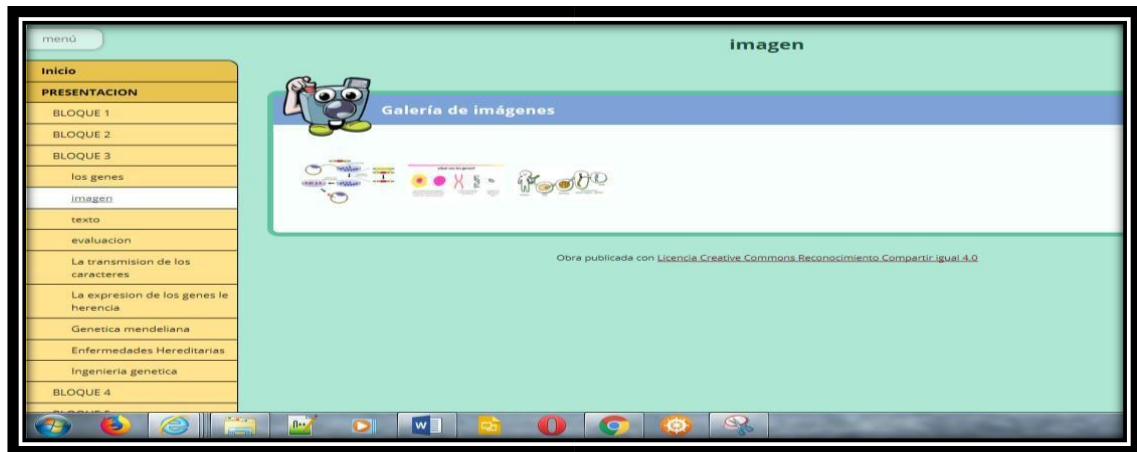 menú
imagen
Inicio
PRESENTACION
BLOQUE 1
BLOQUE 2
BLOQUE 3
los genes
imagen
texto
evaluacion
La transmision de los
caracteres
La expresion de los genes le
herencia
Genetica mendeliana
Enfermedades Hereditarias
Ingenieria genetica
BLOQUE 4
Galería de imágenes
Obra publicada con Licencia Creative Commons Reconocimiento Compartir igual 4.0